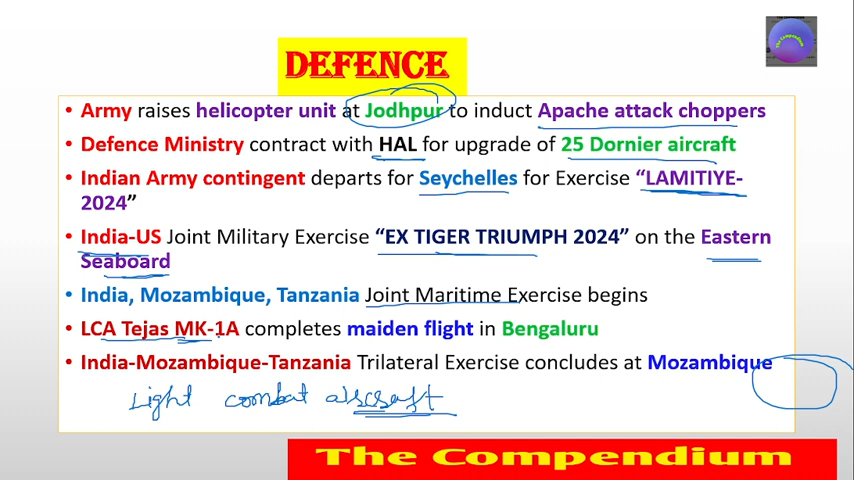 The Compendium
DEFENCE
• Army raises helicopter unit at Jodhpur to induct Apache attack choppers
• Defence Ministry contract with HAL for upgrade of 25 Dornier aircraft
• Indian Army contingent departs for Seychelles for Exercise “LAMITIYE-
2024”
• India-US Joint Military Exercise “EX TIGER TRIUMPH 2024” on the Eastern
Seaboard
• India, Mozambique, Tanzania Joint Maritime Exercise begins
• LCA Tejas MK-1A completes maiden flight in Bengaluru
• India-Mozambique-Tanzania Trilateral Exercise concludes at Mozambique
Light combat aircraft
The Compendium